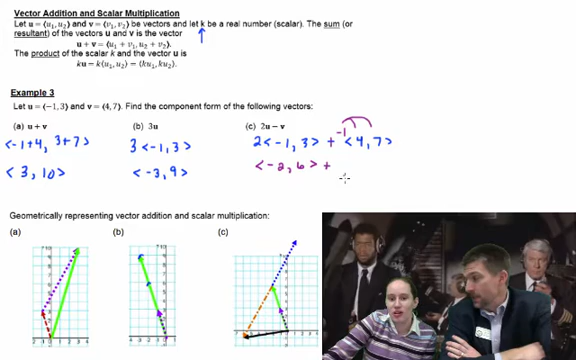 Vector Addition and Scalar Multiplication
Let u = ⟨u₁, u₂⟩ and v = ⟨v₁, v₂⟩ be vectors and let k be a real number (scalar). The sum (or
resultant) of the vectors u and v is the vector
u + v = ⟨u₁ + v₁, u₂ + v₂⟩.
The product of the scalar k and the vector u is
ku = k⟨u₁, u₂⟩ = ⟨ku₁, ku₂⟩.
Example 3
Let u = ⟨−1, 3⟩ and v = ⟨4, 7⟩. Find the component form of the following vectors:
(a) u + v (b) 3u (c) 2u − v
<-1+4, 3+7> 3<-1, 3> 2<-1, 3> + -1<4, 7>
<3, 10> <-3, 9> <-2, 6> +
Geometrically representing vector addition and scalar multiplication:
(a) (b) (c)